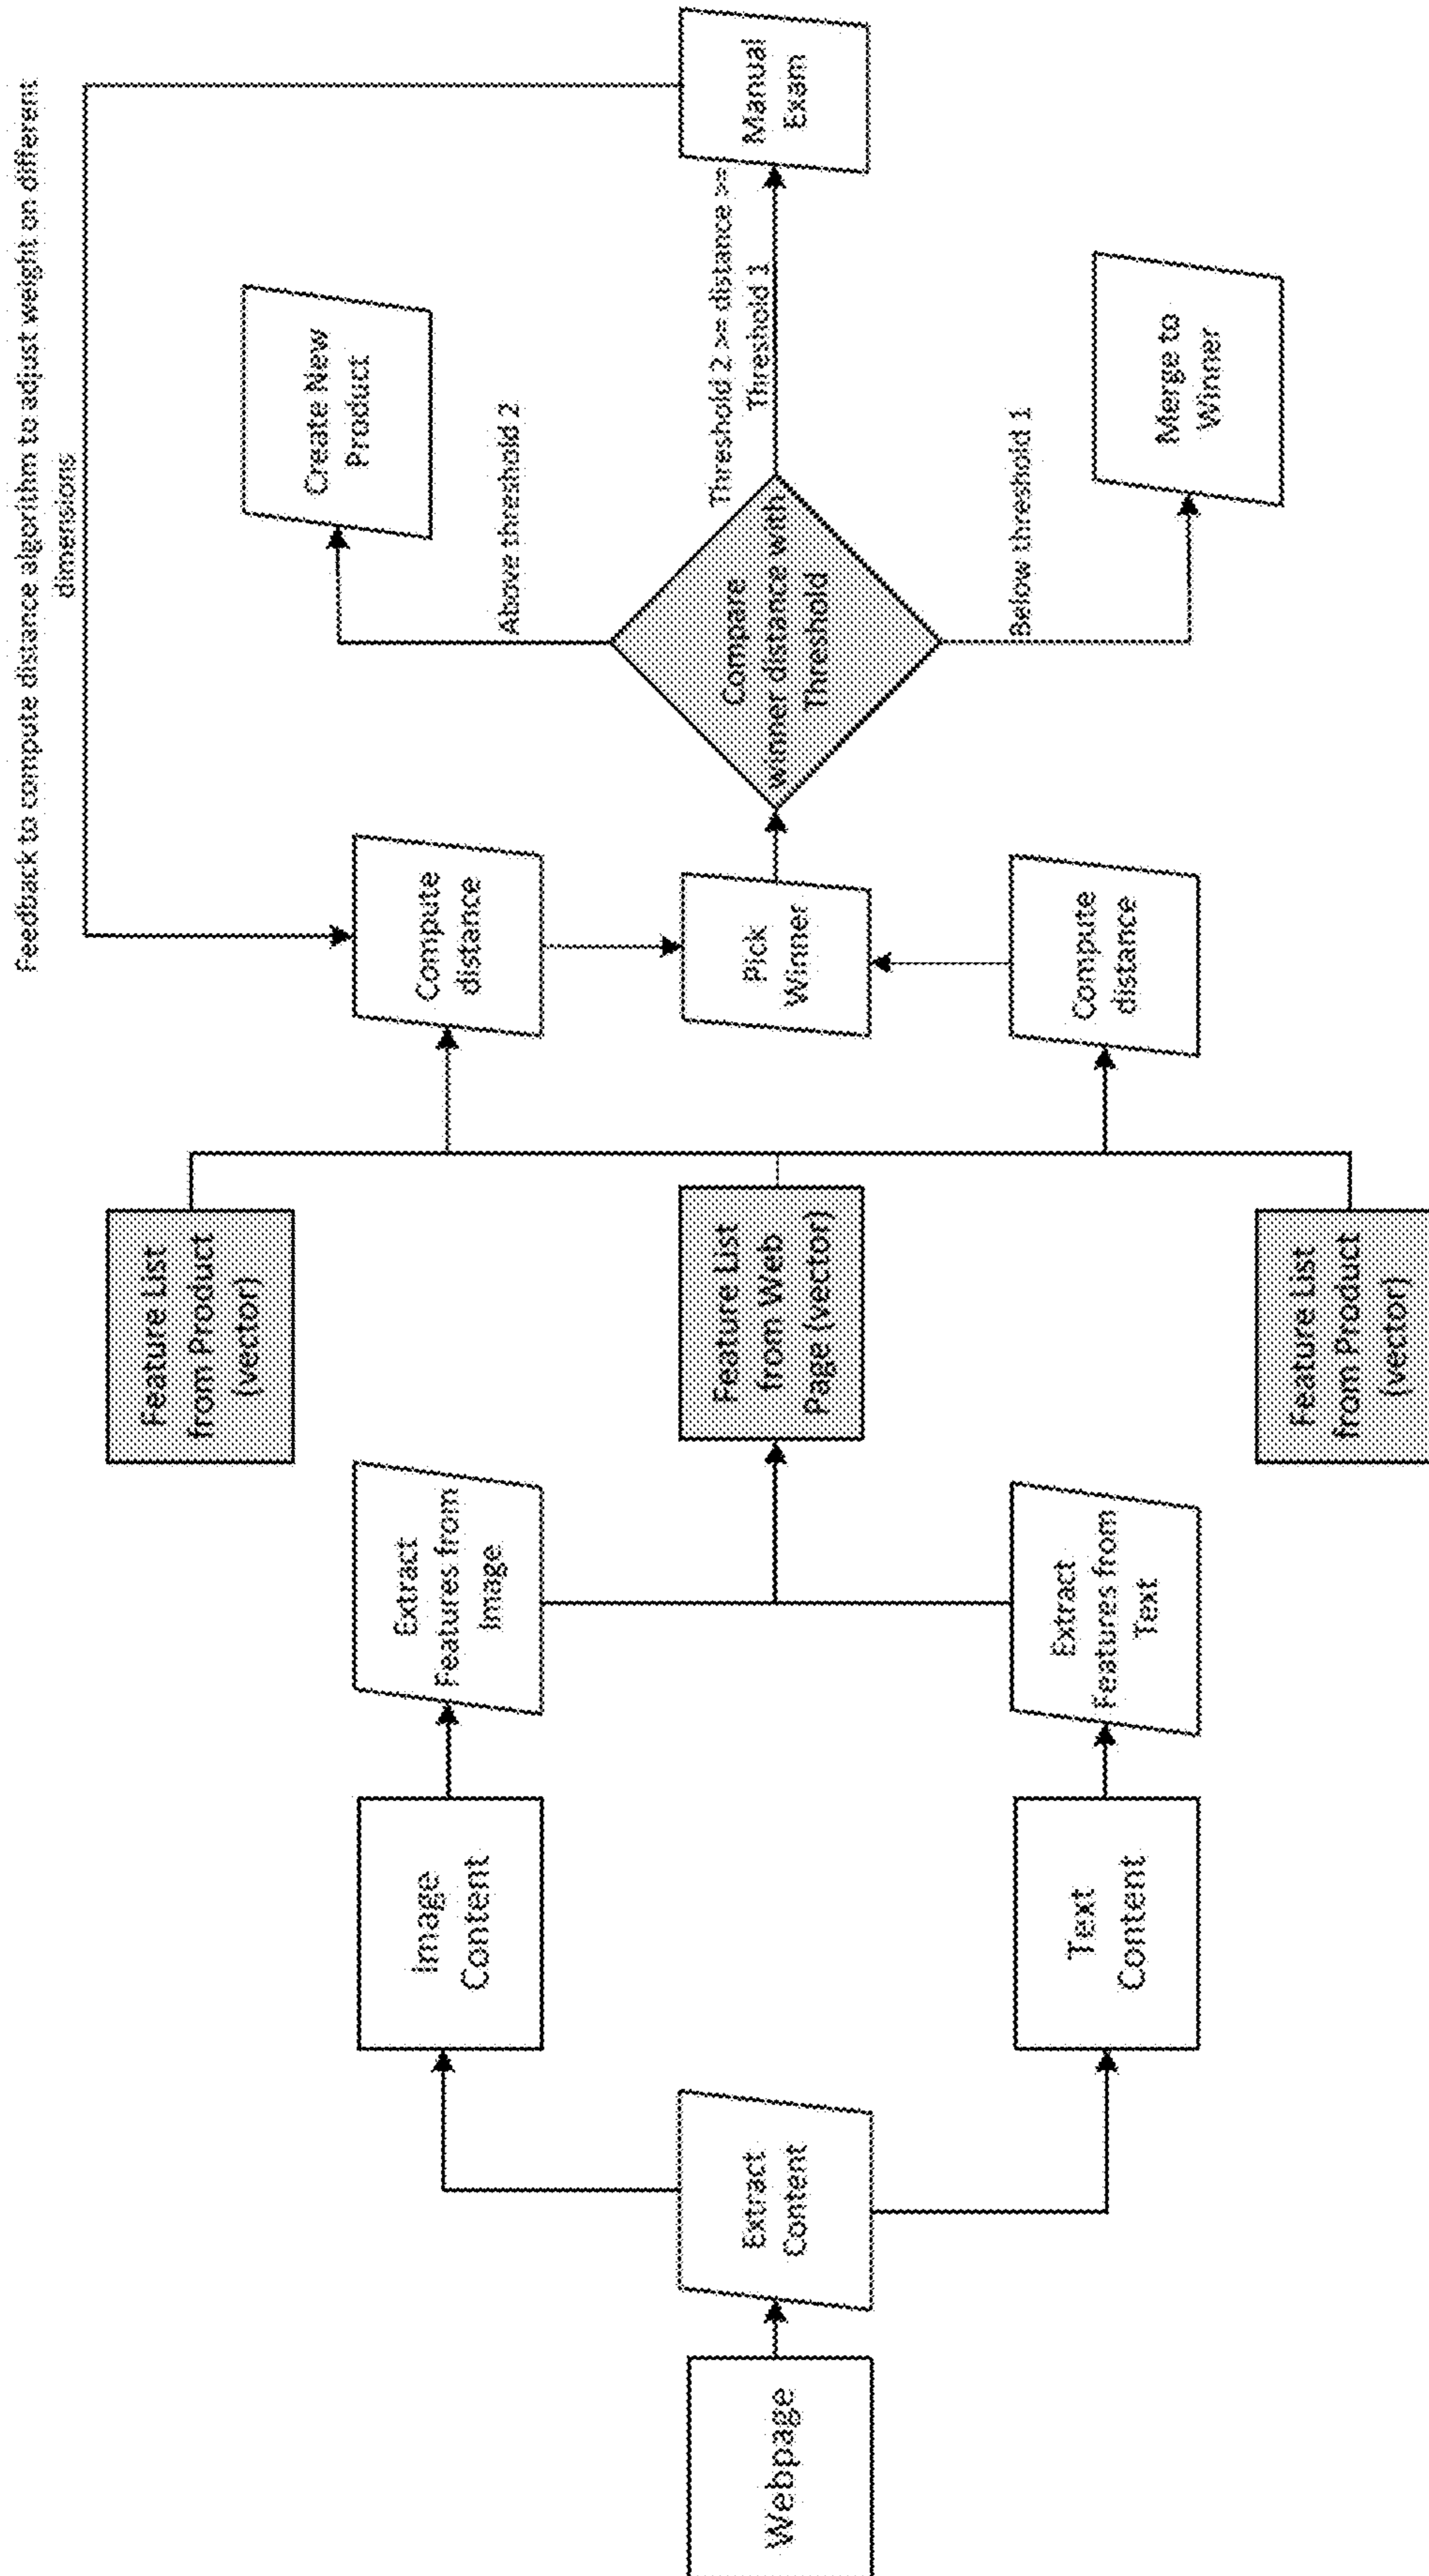 Feedback to compute distance algorithm to adjust weight on different
dimensions
Webpage
Extract
Content
Image
Content
Text
Content
Extract
Features from
Image
Extract
Features from
Text
Feature List
from Product
(vector)
Feature List
from Web
Page (vector)
Feature List
from Product
(vector)
Compute
distance
Pick
Winner
Compute
distance
Compare
winner distance with
Threshold
Above threshold 2
Threshold 2 >= distance >=
Threshold 1
Below threshold 1
Create New
Product
Manual
Exam
Merge to
Winner